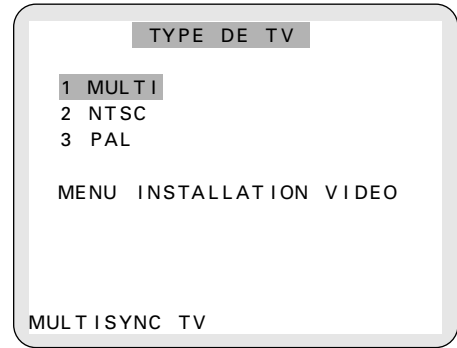 TYPE DE TV
1 MULTI
2 NTSC
3 PAL
MENU INSTALLATION VIDEO
MULTISYNC TV